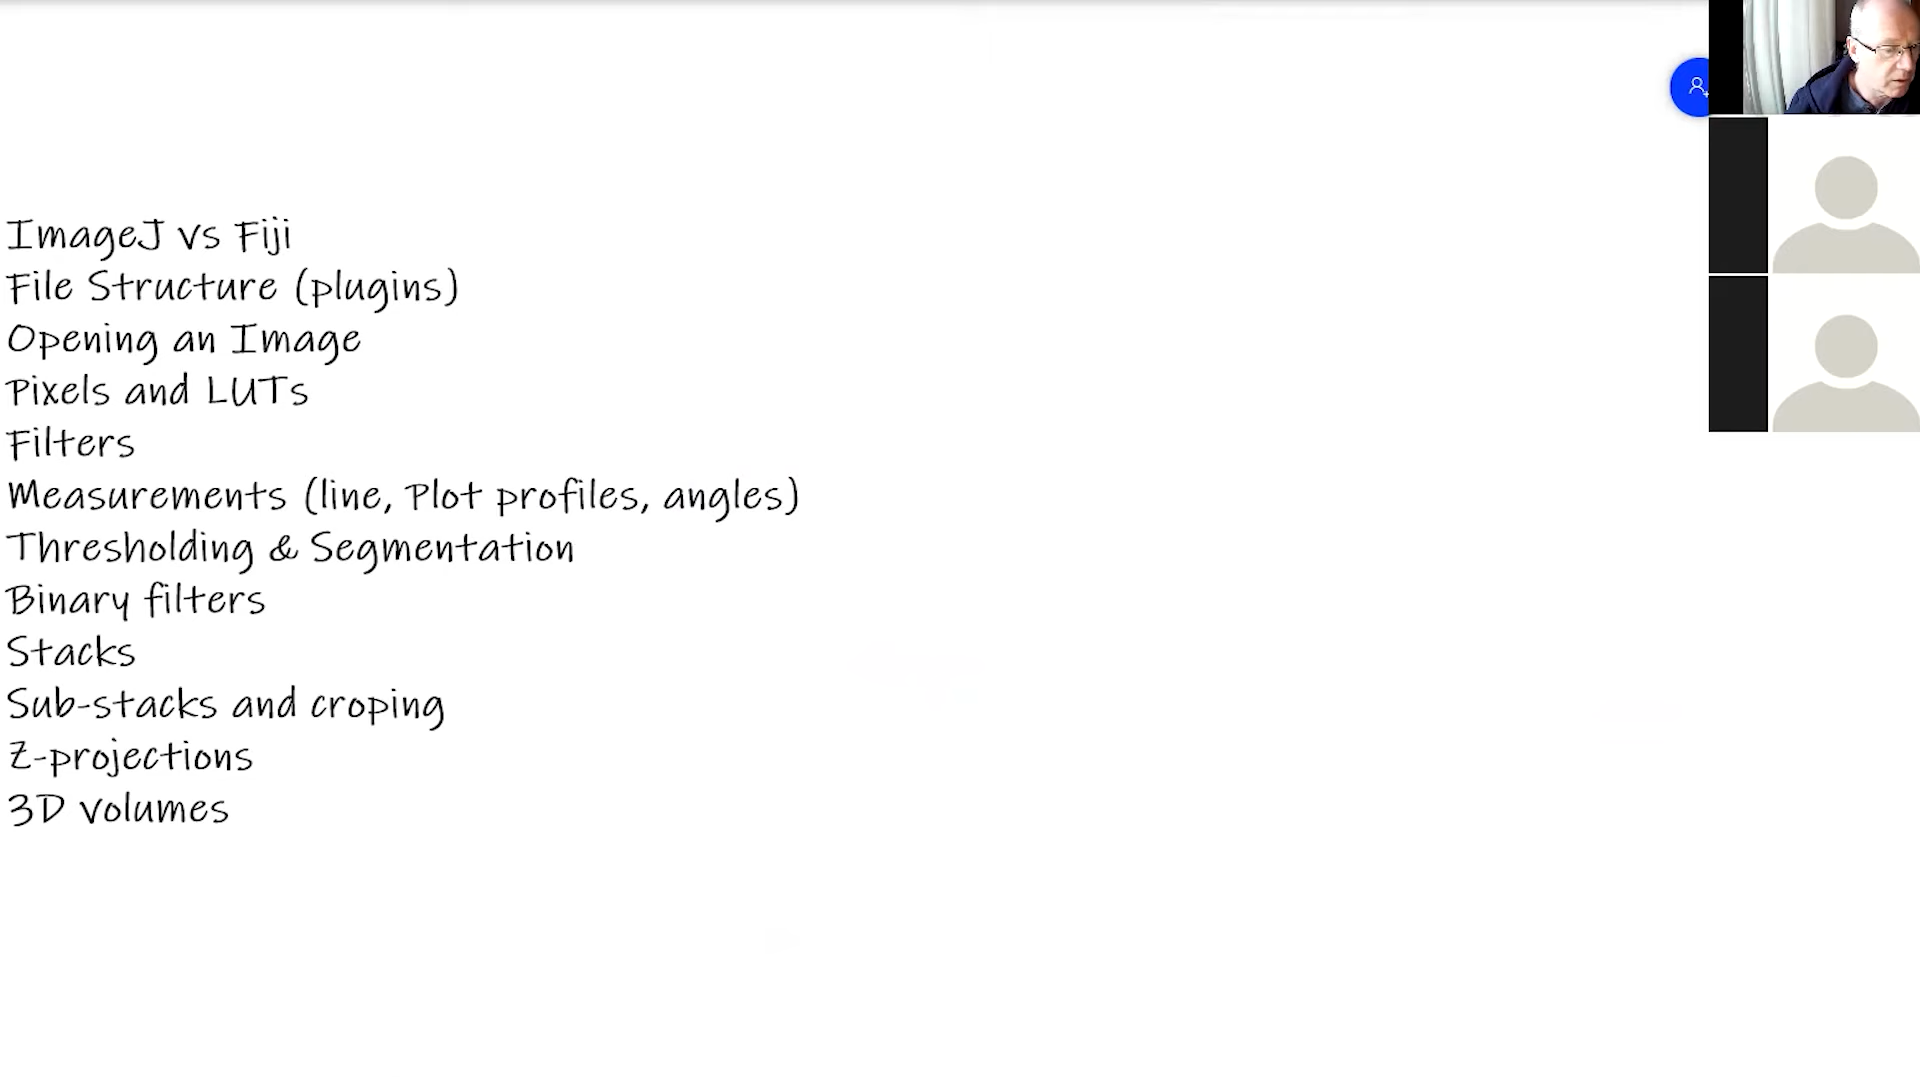 ImageJ vs Fiji
File Structure (plugins)
Opening an Image
Pixels and LUTs
Filters
Measurements (line, Plot profiles, angles)
Thresholding & Segmentation
Binary filters
Stacks
Sub-stacks and croping
Z-projections
3D volumes